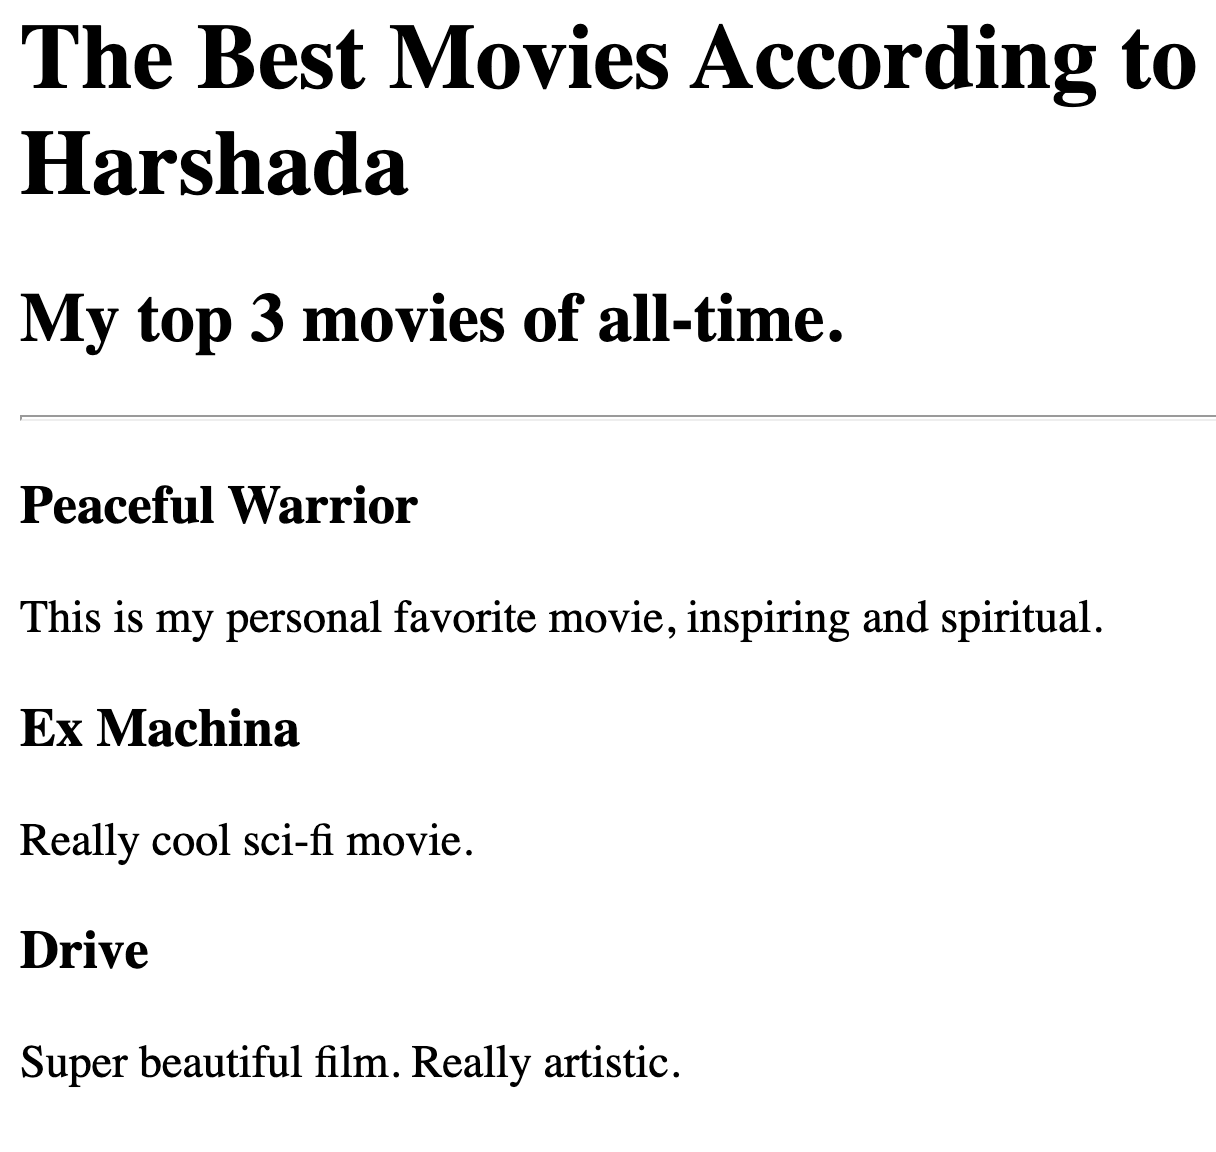 The Best Movies According to
Harshada
My top 3 movies of all-time.
Peaceful Warrior
This is my personal favorite movie, inspiring and spiritual.
Ex Machina
Really cool sci-fi movie.
Drive
Super beautiful film. Really artistic.